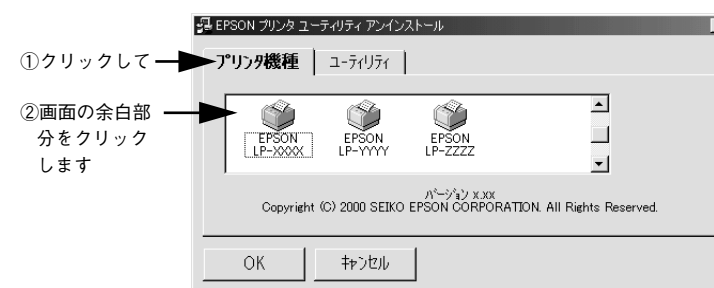 EPSON プリンタ ユーティリティ アンインストール
①クリックして
プリンタ機種 ユーティリティ
②画面の余白部
分をクリック
します
EPSON LP-XXXX
EPSON LP-YYYY
EPSON LP-ZZZZ
バージョン x.xx
Copyright (C) 2000 SEIKO EPSON CORPORATION. All Rights Reserved.
OK キャンセル